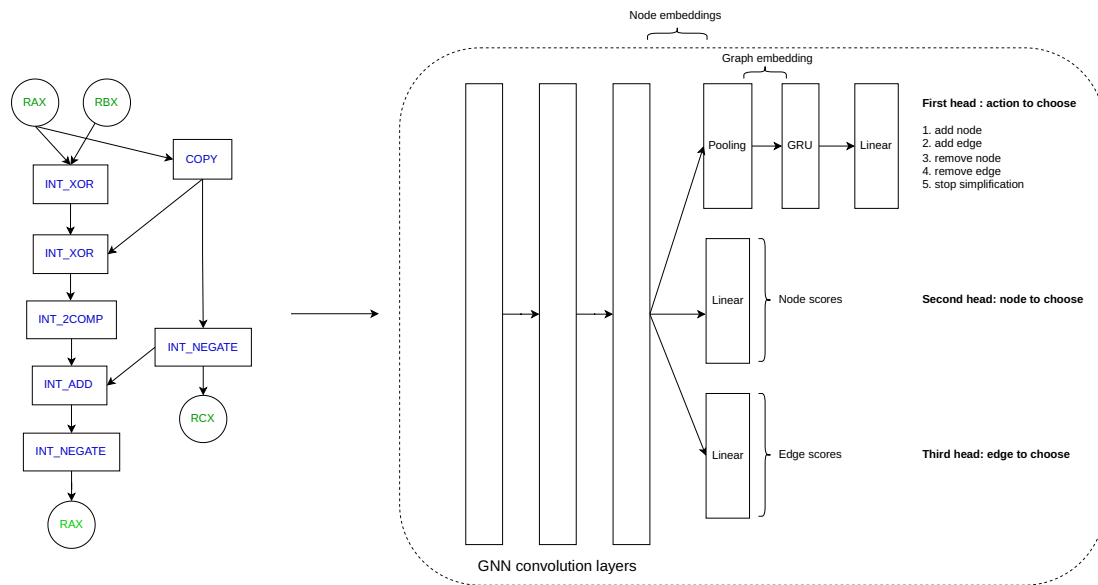 Node embeddings
Graph embedding
RAX
RBX
COPY
INT_XOR
INT_XOR
INT_2COMP
INT_NEGATE
INT_ADD
RCX
INT_NEGATE
RAX
Pooling
GRU
Linear
First head : action to choose
1. add node
2. add edge
3. remove node
4. remove edge
5. stop simplification
Linear
Node scores
Second head: node to choose
Linear
Edge scores
Third head: edge to choose
GNN convolution layers